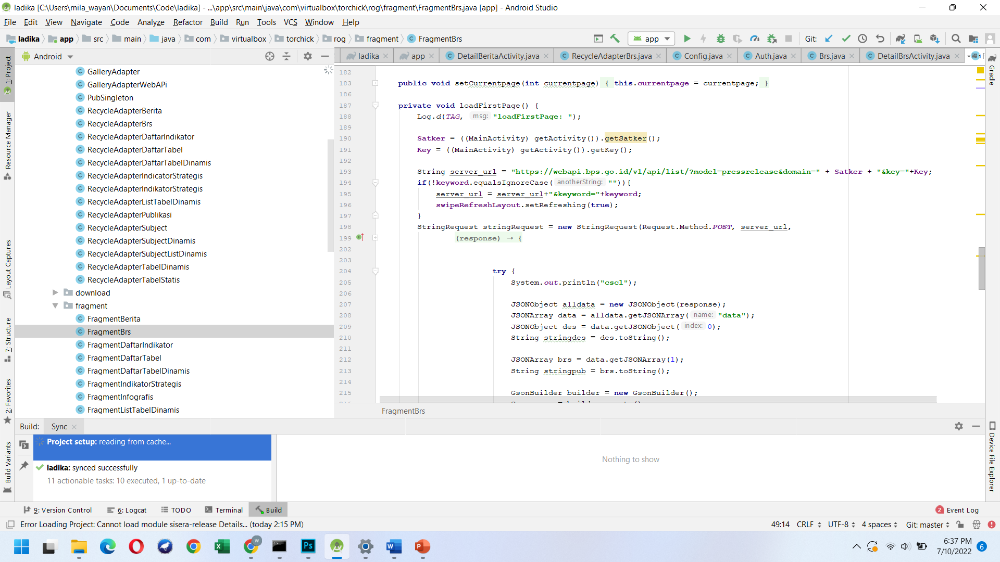 ladika [C:\Users\mila_wayan\Documents\Code\ladika] - ...\app\src\main\java\com\virtualbox\torchick\rog\fragment\FragmentBrs.java [app] - Android Studio
File Edit View Navigate Code Analyze Refactor Build Run Tools VCS Window Help
ladika app src main java com virtualbox torchick rog fragment FragmentBrs app Git:
Android
ladika app DetailBeritaActivity.java RecycleAdapterBrs.java Config.java Auth.java Brs.java DetailBrsActivity.java
1: Project
Resource Manager
Layout Captures
7: Structure
2: Favorites
Build Variants
GalleryAdapter
GalleryAdapterWebAPi
PubSingleton
RecycleAdapterBerita
RecycleAdapterBrs
RecycleAdapterDaftarIndikator
RecycleAdapterDaftarTabel
RecycleAdapterDaftarTabelDinamis
RecycleAdapterIndicatorStrategis
RecycleAdapterIndikatorStrategis
RecycleAdapterListTabelDinamis
RecycleAdapterPublikasi
RecycleAdapterSubject
RecycleAdapterSubjectDinamis
RecycleAdapterSubjectListDinamis
RecycleAdapterTabelDinamis
RecycleAdapterTabelStatis
download
fragment
FragmentBerita
FragmentBrs
FragmentDaftarIndikator
FragmentDaftarTabel
FragmentDaftarTabelDinamis
FragmentIndikatorStrategis
FragmentInfografis
FragmentListTabelDinamis
182
183 public void setCurrentpage(int currentpage) { this.currentpage = currentpage; }
186
187 private void loadFirstPage() {
188 Log.d(TAG, msg: "loadFirstPage: ");
189
190 Satker = ((MainActivity) getActivity()).getSatker();
191 Key = ((MainActivity) getActivity()).getKey();
192
193 String server_url = "https://webapi.bps.go.id/v1/api/list/?model=pressrelease&domain=" + Satker + "&key="+Key;
194 if(!keyword.equalsIgnoreCase( anotherString: "")){
195 server_url = server_url+"&keyword="+keyword;
196 swipeRefreshLayout.setRefreshing(true);
197 }
198 StringRequest stringRequest = new StringRequest(Request.Method.POST, server_url,
199 (response) → {
202
203
204 try {
205 System.out.println("csc1");
206
207 JSONObject alldata = new JSONObject(response);
208 JSONArray data = alldata.getJSONArray( name: "data");
209 JSONObject des = data.getJSONObject( index: 0);
210 String stringdes = des.toString();
211
212 JSONArray brs = data.getJSONArray(1);
213 String stringpub = brs.toString();
214
215 GsonBuilder builder = new GsonBuilder();
FragmentBrs
Gradle
Device File Explorer
Build: Sync
Project setup: reading from cache...
ladika: synced successfully
11 actionable tasks: 10 executed, 1 up-to-date
Nothing to show
9: Version Control 6: Logcat TODO Terminal Build 2 Event Log
Error Loading Project: Cannot load module sisera-release Details... (today 2:15 PM) 49:14 CRLF UTF-8 4 spaces Git: master
W
Ps
W
P
6:37 PM
7/10/2022
6